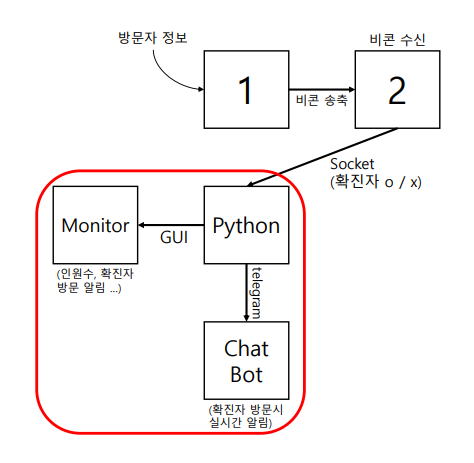 방문자 정보
비콘 수신
1
비콘 송축
2
Socket
(확진자 o / x)
Monitor
GUI
Python
(인원수, 확진자
방문 알림 ...)
telegram
Chat
Bot
(확진자 방문시
실시간 알림)